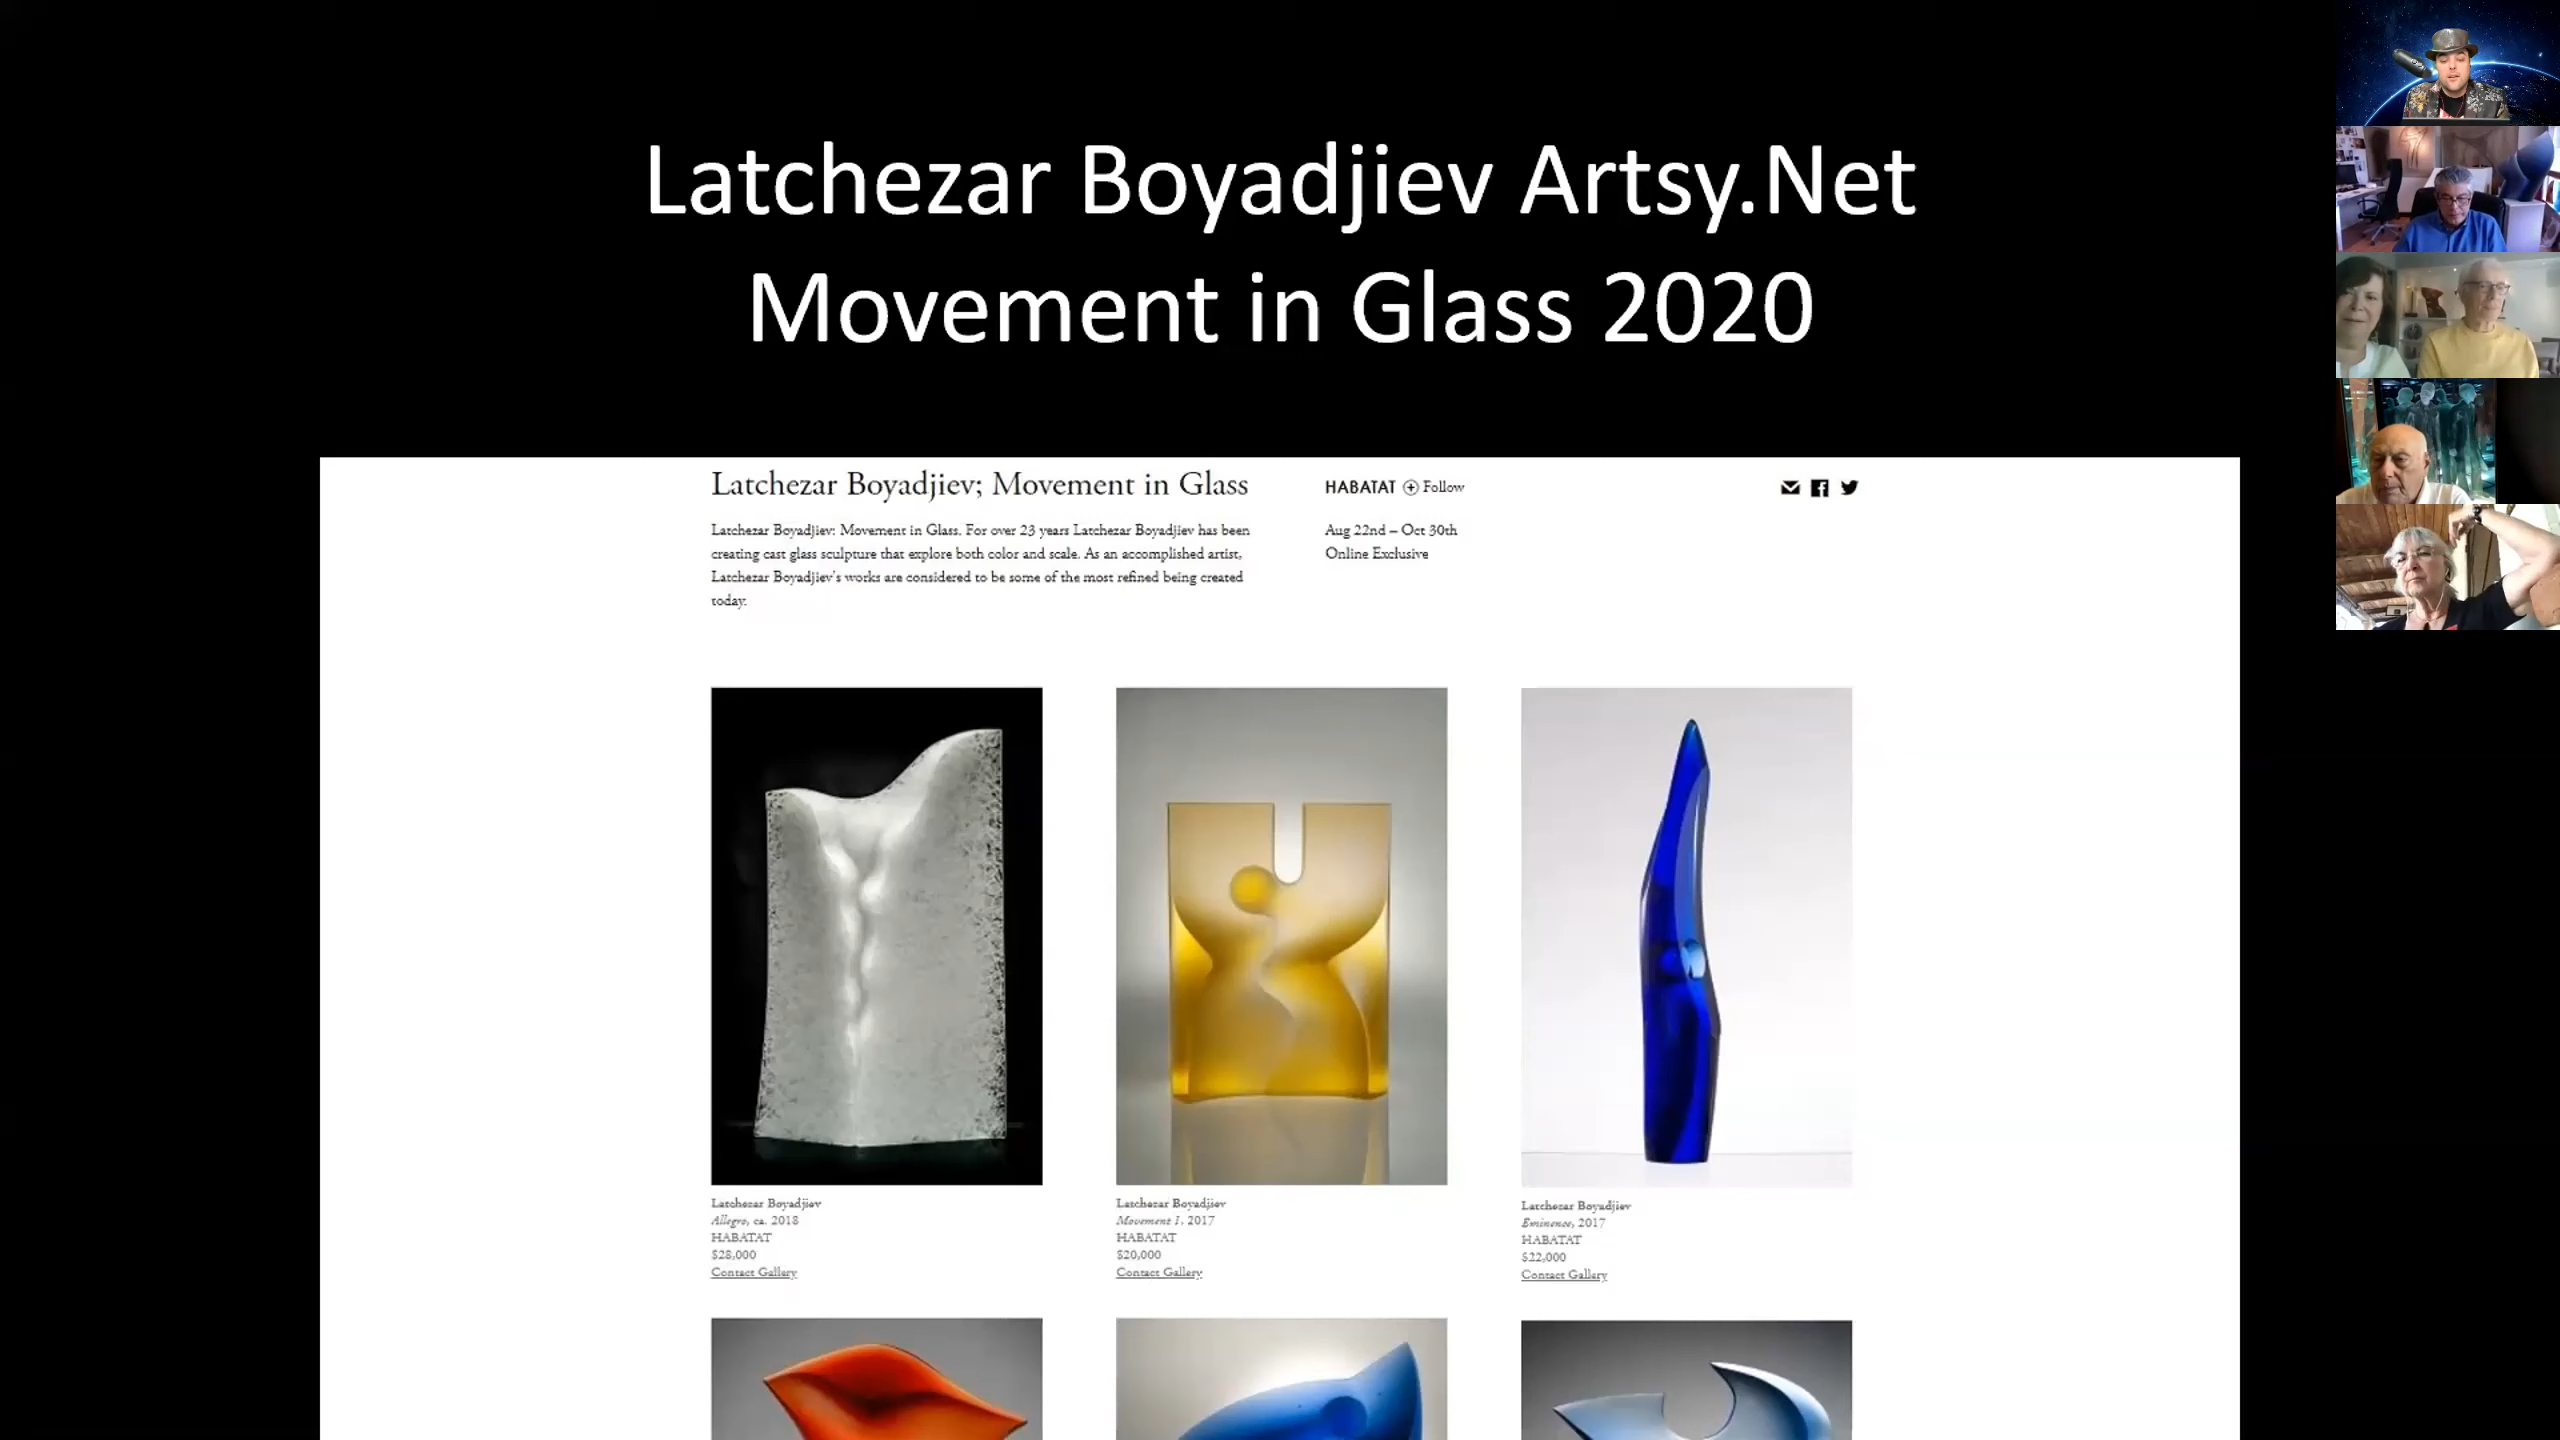 Latchezar Boyadjiev Artsy.Net
Movement in Glass 2020
Latchezar Boyadjiev; Movement in Glass
HABATAT + Follow
Latchezar Boyadjiev: Movement in Glass. For over 23 years Latchezar Boyadjiev has been
creating cast glass sculpture that explore both color and scale. As an accomplished artist,
Latchezar Boyadjiev's works are considered to be some of the most refined being created
today.
Aug 22nd – Oct 30th
Online Exclusive
Latchezar Boyadjiev
Allegro, ca. 2018
HABATAT
$28,000
Contact Gallery
Latchezar Boyadjiev
Movement 1, 2017
HABATAT
$20,000
Contact Gallery
Latchezar Boyadjiev
Eminence, 2017
HABATAT
$22,000
Contact Gallery